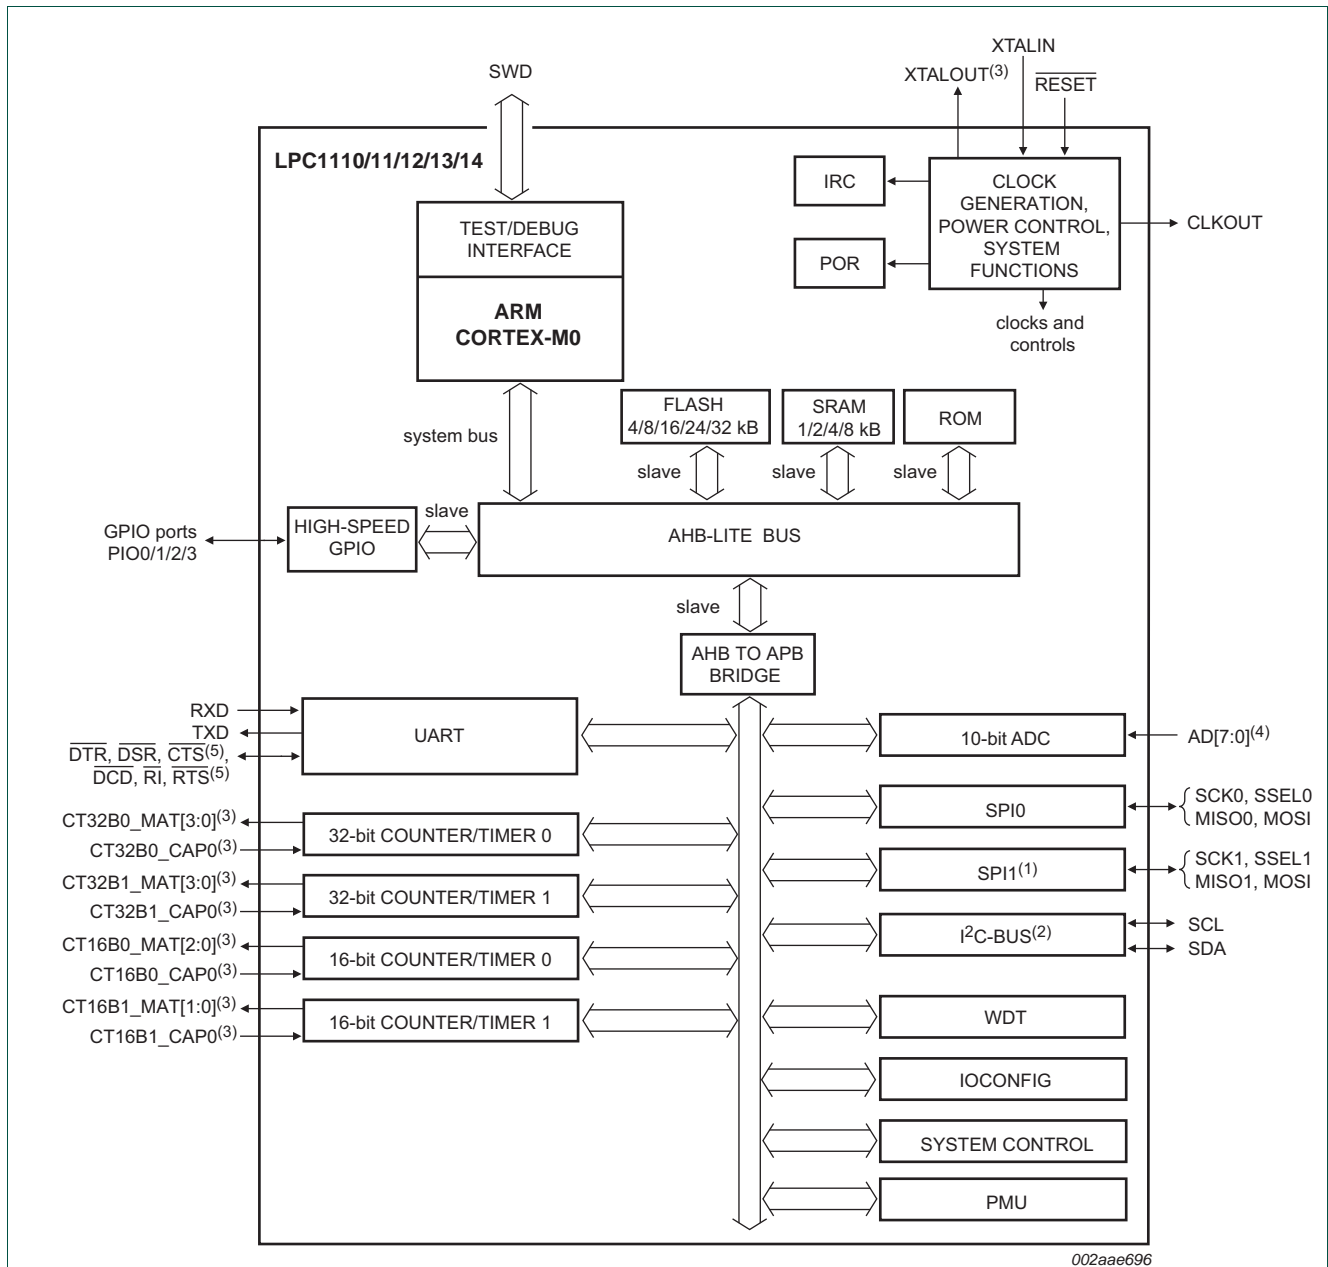 XTALIN
SWD
XTALOUT(3)
RESET
LPC1110/11/12/13/14
IRC
CLOCK
GENERATION,
POWER CONTROL,
SYSTEM
FUNCTIONS
CLKOUT
TEST/DEBUG
INTERFACE
POR
ARM
CORTEX-M0
clocks and
controls
FLASH
4/8/16/24/32 kB
SRAM
1/2/4/8 kB
ROM
system bus
slave
slave
slave
GPIO ports
PIO0/1/2/3
HIGH-SPEED
GPIO
slave
AHB-LITE BUS
slave
AHB TO APB
BRIDGE
RXD
TXD
DTR, DSR, CTS(5),
DCD, RI, RTS(5)
UART
10-bit ADC
AD[7:0](4)
CT32B0_MAT[3:0](3)
CT32B0_CAP0(3)
32-bit COUNTER/TIMER 0
SPI0
SCK0, SSEL0
MISO0, MOSI
CT32B1_MAT[3:0](3)
CT32B1_CAP0(3)
32-bit COUNTER/TIMER 1
SPI1(1)
SCK1, SSEL1
MISO1, MOSI
CT16B0_MAT[2:0](3)
CT16B0_CAP0(3)
16-bit COUNTER/TIMER 0
I2C-BUS(2)
SCL
SDA
CT16B1_MAT[1:0](3)
CT16B1_CAP0(3)
16-bit COUNTER/TIMER 1
WDT
IOCONFIG
SYSTEM CONTROL
PMU
002aae696